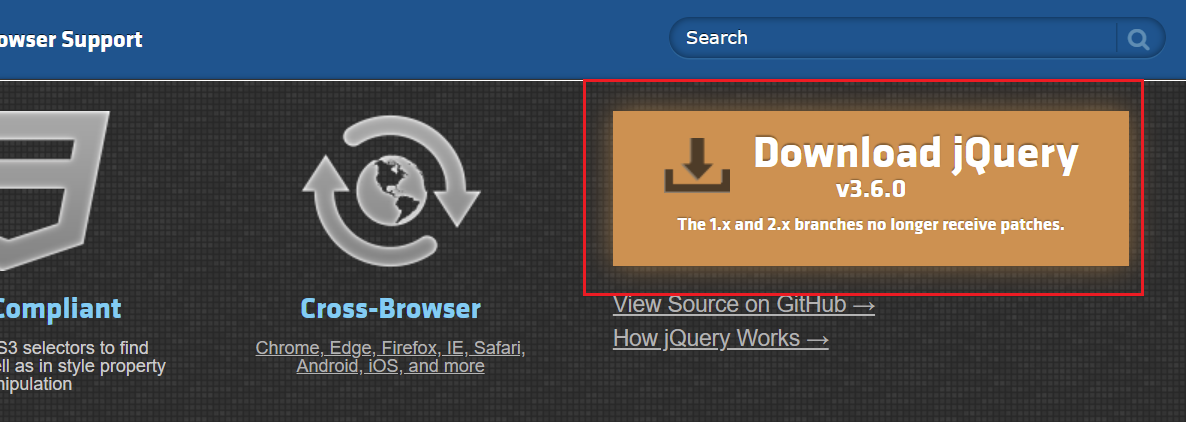 owser Support
Search
Download jQuery
v3.6.0
The 1.x and 2.x branches no longer receive patches.
View Source on GitHub →
How jQuery Works →
Compliant
S3 selectors to find
ell as in style property
nipulation
Cross-Browser
Chrome, Edge, Firefox, IE, Safari,
Android, iOS, and more